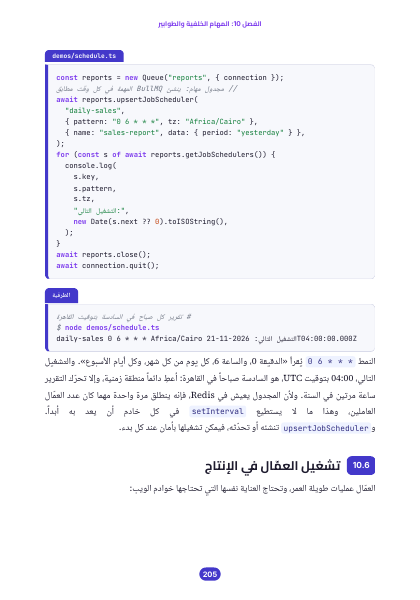 الفصل 10: المهام الخلفية والطوابير
demos/schedule.ts
const reports = new Queue("reports", { connection });
// مجدول مهام: ينشئ BullMQ المهمة في كل وقت مطابق
await reports.upsertJobScheduler(
"daily-sales",
{ pattern: "0 6 * * *", tz: "Africa/Cairo" },
{ name: "sales-report", data: { period: "yesterday" } },
);
for (const s of await reports.getJobSchedulers()) {
console.log(
s.key,
s.pattern,
s.tz,
"التشغيل التالي:",
new Date(s.next ?? 0).toISOString(),
);
}
await reports.close();
await connection.quit();
الطرفية
# تقرير كل صباح في السادسة بتوقيت القاهرة
$ node demos/schedule.ts
daily-sales 0 6 * * * Africa/Cairo التشغيل التالي: 2026-11-21T04:00:00.000Z
النمط 0 6 * * * يُقرأ «الدقيقة 0، والساعة 6، كل يوم من كل شهر، وكل أيام الأسبوع». والتشغيل
التالي، 04:00 بتوقيت UTC، هو السادسة صباحاً في القاهرة: أعطِ دائماً منطقة زمنية، وإلا تحرّك التقرير
ساعة مرتين في السنة. ولأن المجدول يعيش في Redis، فإنه ينطلق مرة واحدة مهما كان عدد العمّال
العاملين، وهذا ما لا يستطيع setInterval في كل خادم أن يعد به أبداً.
و upsertJobScheduler تنشئه أو تحدّثه، فيمكن تشغيلها بأمان عند كل بدء.
10.6 تشغيل العمّال في الإنتاج
العمّال عمليات طويلة العمر، وتحتاج العناية نفسها التي تحتاجها خوادم الويب:
205